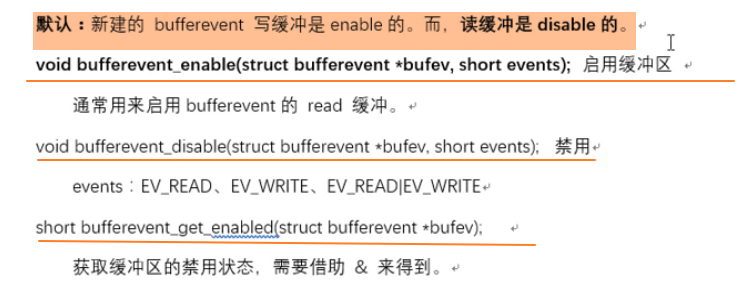 默认：新建的 bufferevent 写缓冲是 enable 的。而，读缓冲是 disable 的。
void bufferevent_enable(struct bufferevent *bufev, short events); 启用缓冲区
通常用来启用 bufferevent 的 read 缓冲。
void bufferevent_disable(struct bufferevent *bufev, short events); 禁用
events：EV_READ、EV_WRITE、EV_READ|EV_WRITE
short bufferevent_get_enabled(struct bufferevent *bufev);
获取缓冲区的禁用状态，需要借助 & 来得到。